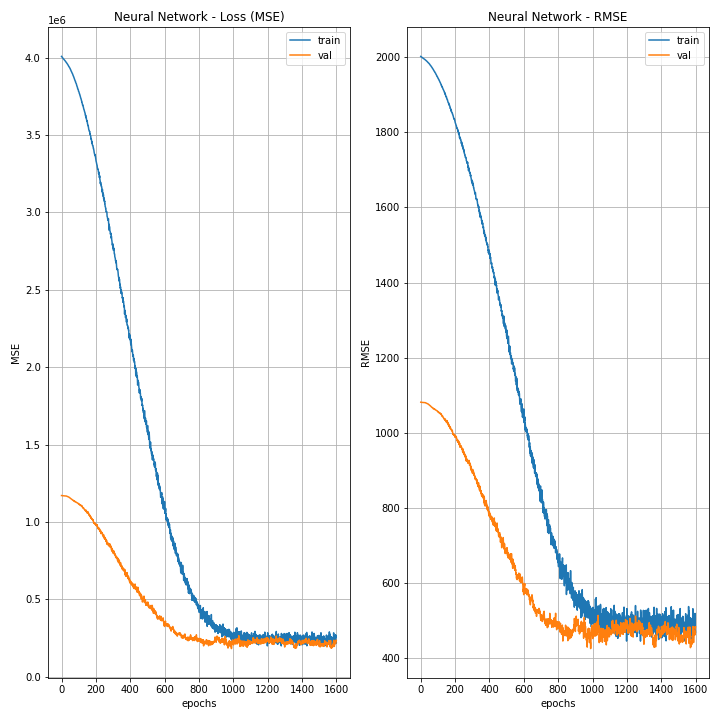 Neural Network - Loss (MSE)
1e6
4.0
3.5
3.0
2.5
2.0
1.5
1.0
0.5
0.0
MSE
0 200 400 600 800 1000 1200 1400 1600
epochs
train
val
Neural Network - RMSE
2000
1800
1600
1400
1200
1000
800
600
400
RMSE
0 200 400 600 800 1000 1200 1400 1600
epochs
train
val